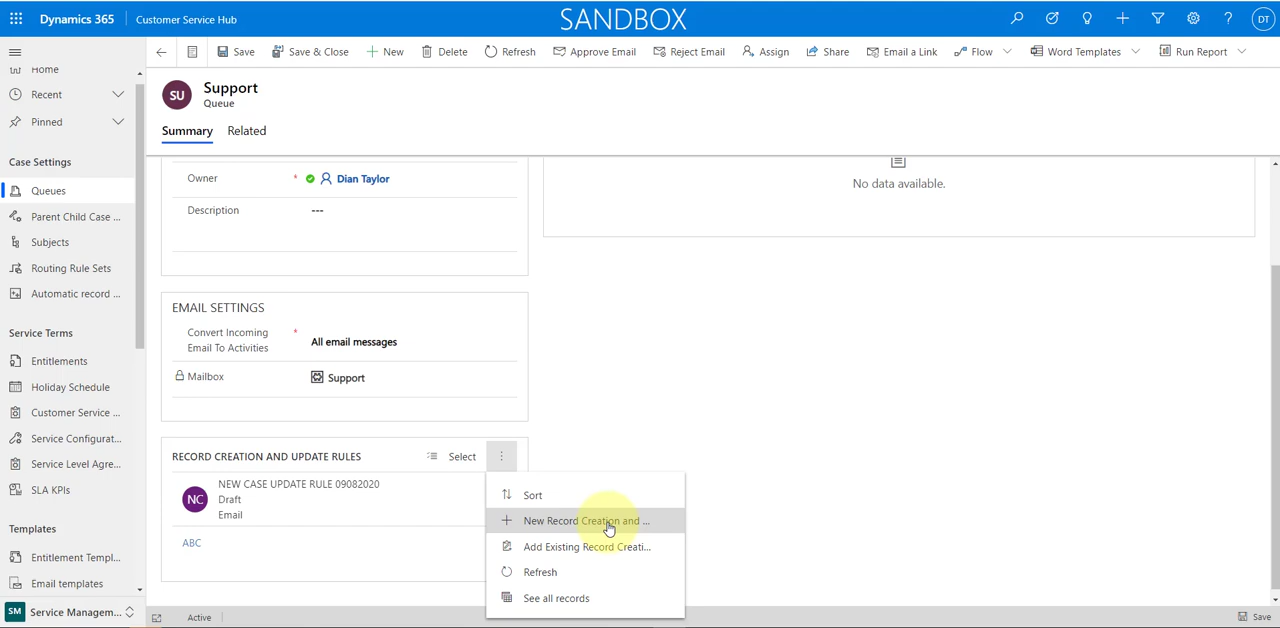 Dynamics 365
Customer Service Hub
SANDBOX
DT
Save
Save & Close
New
Delete
Refresh
Approve Email
Reject Email
Assign
Share
Email a Link
Flow
Word Templates
Run Report
Home
Recent
Pinned
Case Settings
Queues
Parent Child Case ...
Subjects
Routing Rule Sets
Automatic record ...
Service Terms
Entitlements
Holiday Schedule
Customer Service ...
Service Configurat...
Service Level Agre...
SLA KPIs
Templates
Entitlement Templ...
Email templates
SM Service Managem...
SU
Support
Queue
Summary
Related
Owner * Dian Taylor
Description ---
No data available.
EMAIL SETTINGS
Convert Incoming * All email messages
Email To Activities
Mailbox Support
RECORD CREATION AND UPDATE RULES
Select
NC
NEW CASE UPDATE RULE 09082020
Draft
Email
ABC
Sort
New Record Creation and ...
Add Existing Record Creati...
Refresh
See all records
Active
Save